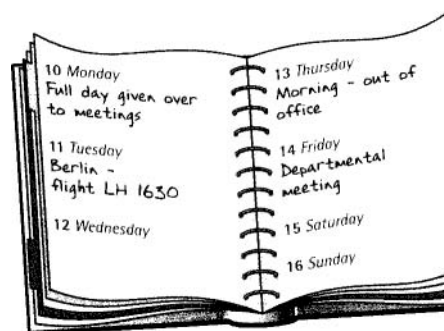 10 Monday
Full day given over
to meetings
11 Tuesday
Berlin -
flight LH 1630
12 Wednesday
13 Thursday
Morning - out of
office
14 Friday
Departmental
meeting
15 Saturday
16 Sunday